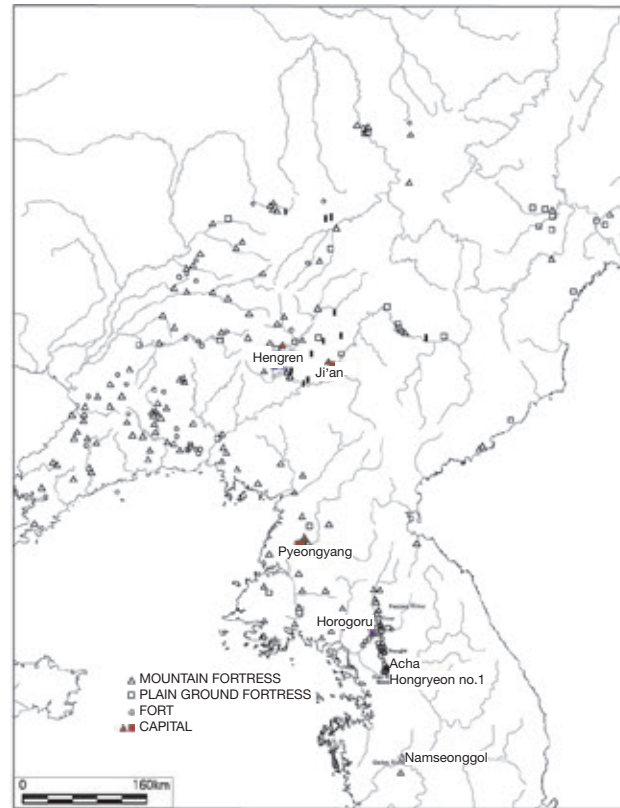 Hengren
Ji'an
Pyeongyang
Horogoru
Acha
Hongryeon no.1
MOUNTAIN FORTRESS
PLAIN GROUND FORTRESS
FORT
CAPITAL
Namseonggol
0 160km